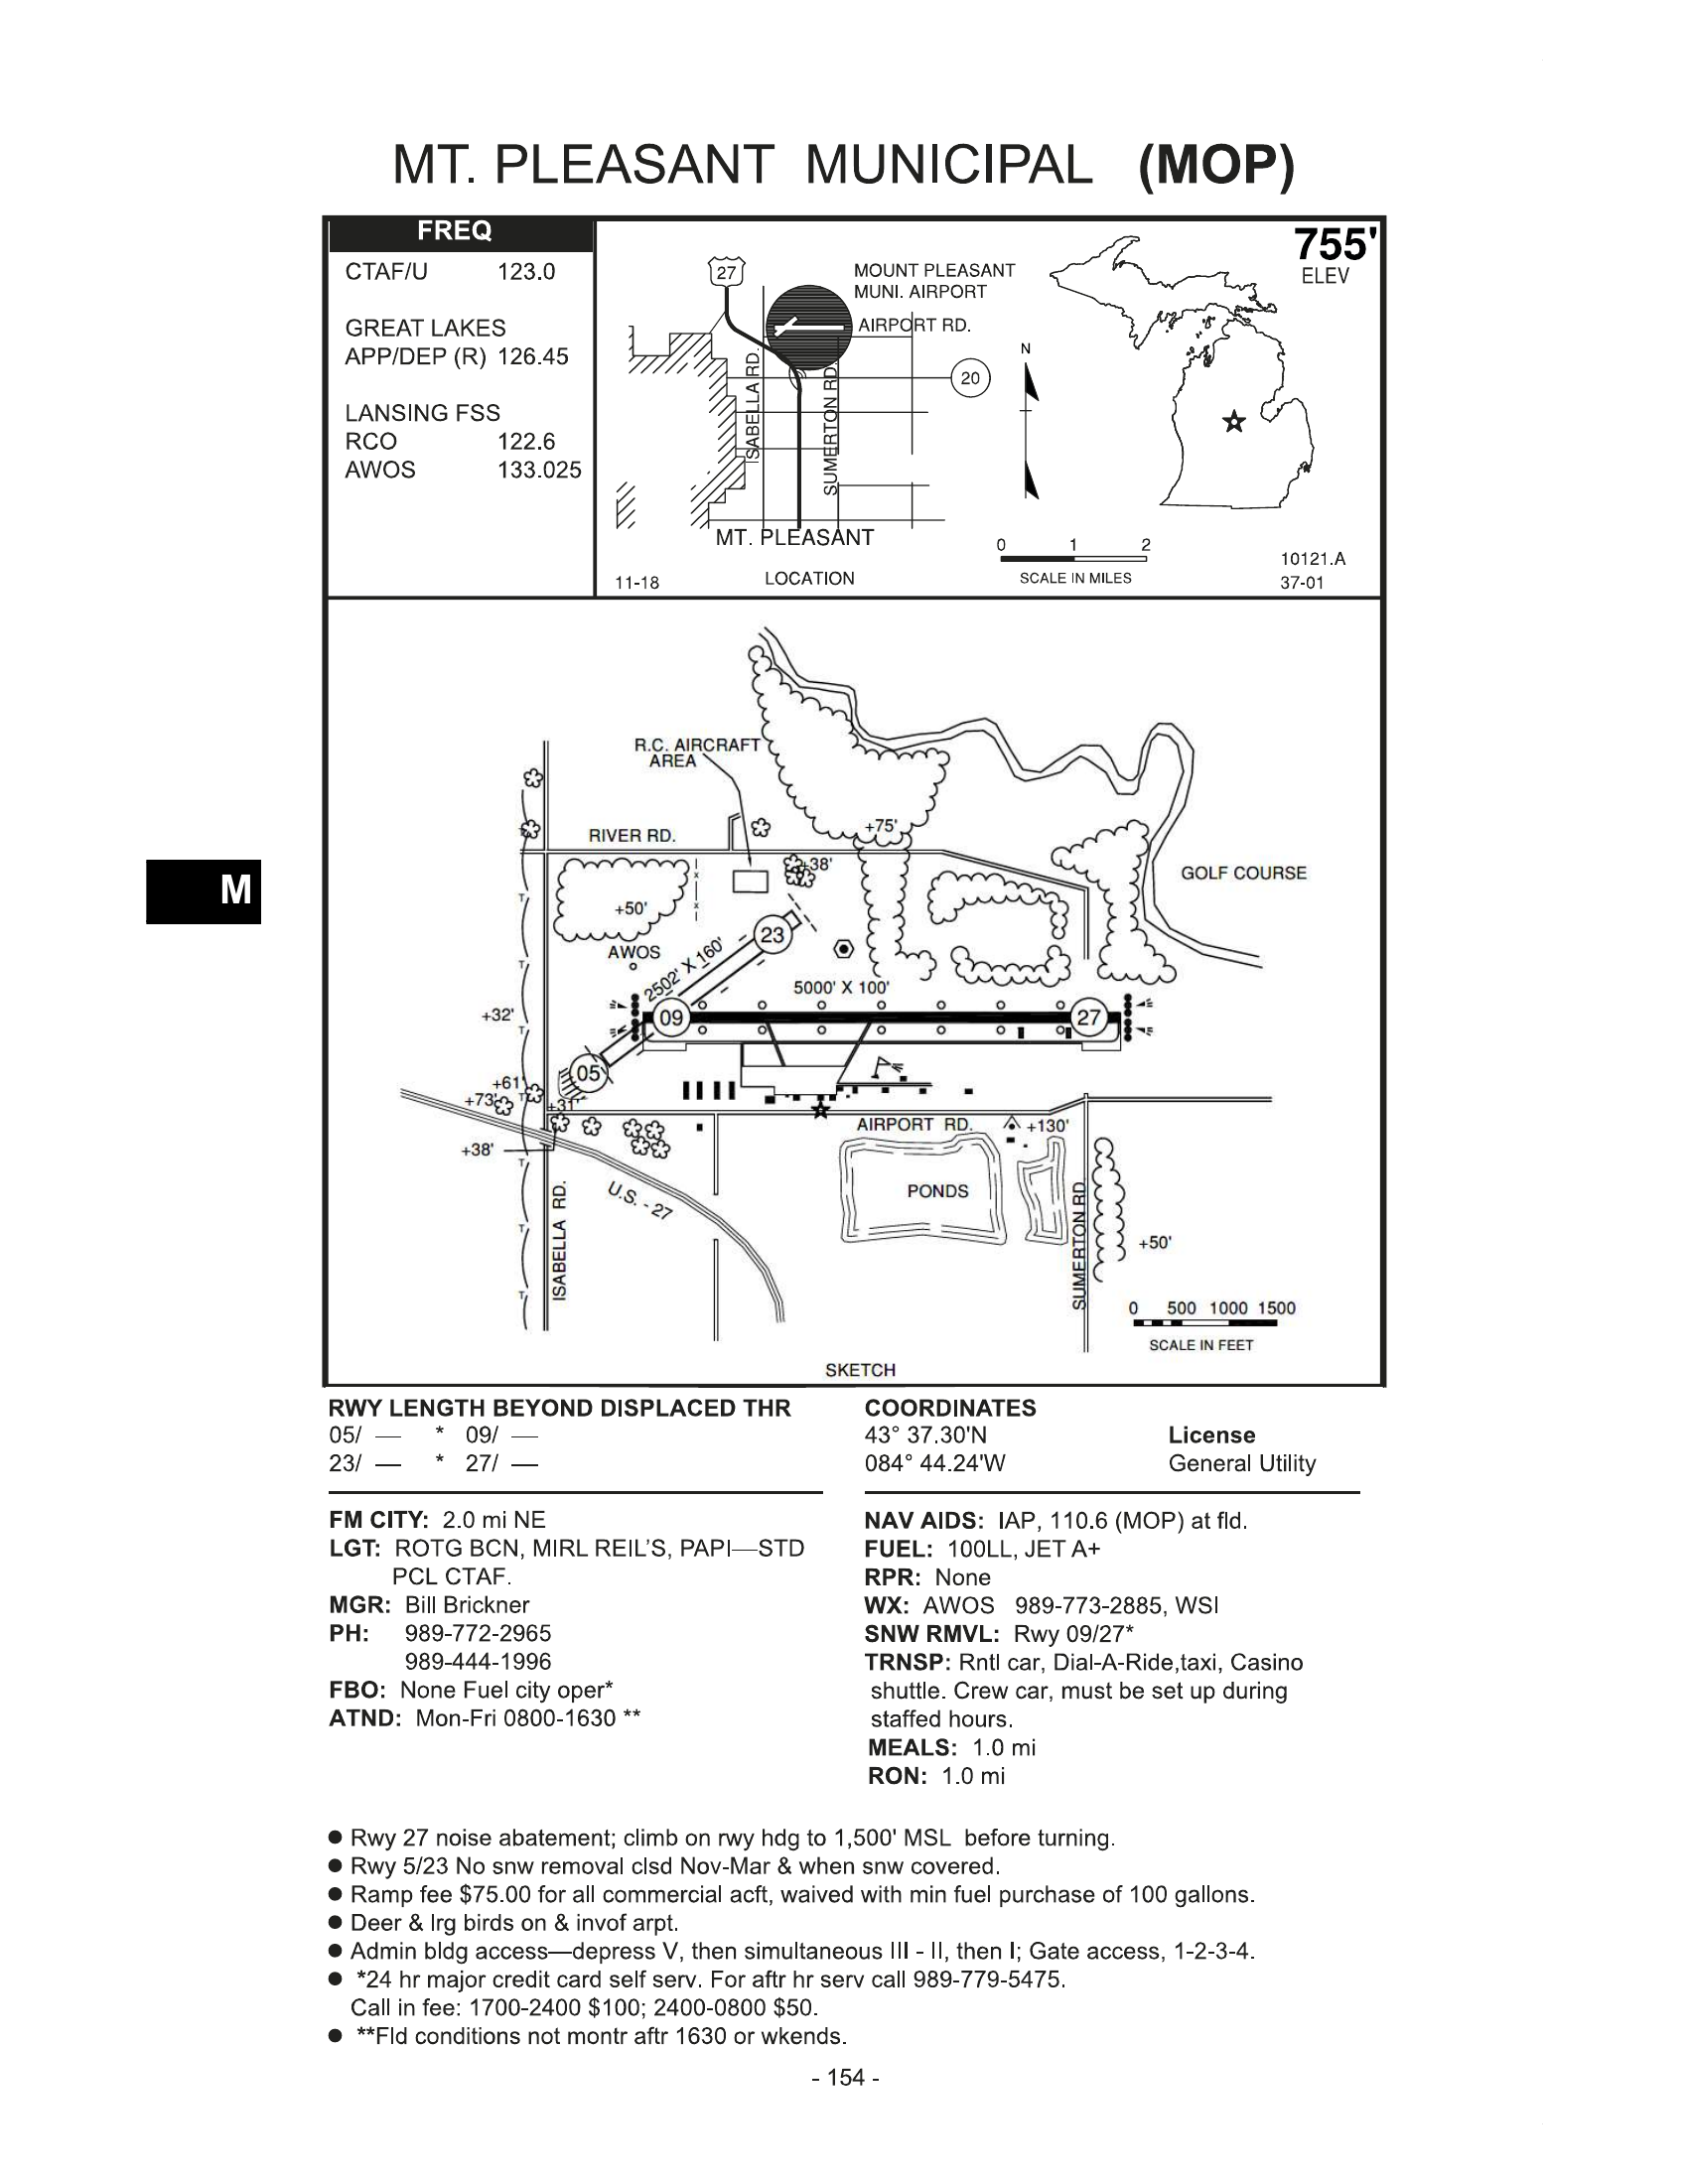 MT. PLEASANT MUNICIPAL (MOP)
FREQ
CTAF/U 123.0
GREAT LAKES
APP/DEP (R) 126.45
LANSING FSS
RCO 122.6
AWOS 133.025
27
MOUNT PLEASANT
MUNI. AIRPORT
AIRPORT RD.
ISABELLA RD.
SUMERTON RD.
20
MT. PLEASANT
11-18
LOCATION
N
0 1 2
SCALE IN MILES
755'
ELEV
10121.A
37-01
R.C. AIRCRAFT
AREA
RIVER RD.
+75'
+38'
GOLF COURSE
+50'
AWOS
23
2502' X 160'
5000' X 100'
+32'
09
27
05
+61'
+73'
+31'
AIRPORT RD.
+130'
+38'
PONDS
U.S. - 27
ISABELLA RD.
SUMERTON RD.
+50'
0 500 1000 1500
SCALE IN FEET
SKETCH
M
RWY LENGTH BEYOND DISPLACED THR
05/ — * 09/ —
23/ — * 27/ —
COORDINATES
43° 37.30'N
084° 44.24'W
License
General Utility
FM CITY: 2.0 mi NE
LGT: ROTG BCN, MIRL REIL'S, PAPI—STD
PCL CTAF.
MGR: Bill Brickner
PH: 989-772-2965
989-444-1996
FBO: None Fuel city oper*
ATND: Mon-Fri 0800-1630 **
NAV AIDS: IAP, 110.6 (MOP) at fld.
FUEL: 100LL, JET A+
RPR: None
WX: AWOS 989-773-2885, WSI
SNW RMVL: Rwy 09/27*
TRNSP: Rntl car, Dial-A-Ride,taxi, Casino
shuttle. Crew car, must be set up during
staffed hours.
MEALS: 1.0 mi
RON: 1.0 mi
● Rwy 27 noise abatement; climb on rwy hdg to 1,500' MSL before turning.
● Rwy 5/23 No snw removal clsd Nov-Mar & when snw covered.
● Ramp fee $75.00 for all commercial acft, waived with min fuel purchase of 100 gallons.
● Deer & lrg birds on & invof arpt.
● Admin bldg access—depress V, then simultaneous III - II, then I; Gate access, 1-2-3-4.
● *24 hr major credit card self serv. For aftr hr serv call 989-779-5475.
Call in fee: 1700-2400 $100; 2400-0800 $50.
● **Fld conditions not montr aftr 1630 or wkends.
- 154 -